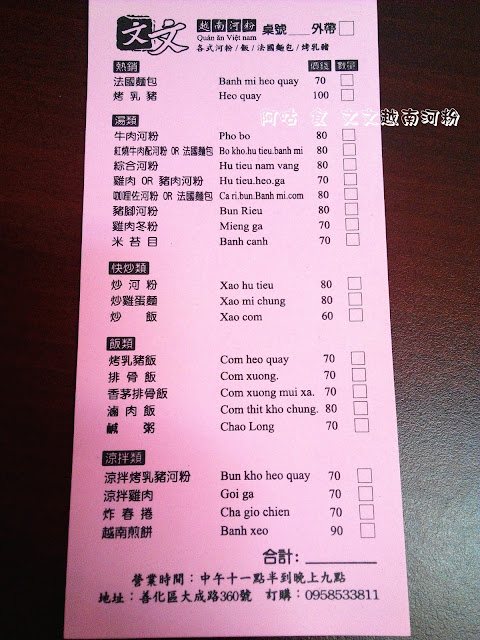 文文 越南河粉 桌號 外帶
Quán ăn Việt nam
各式河粉/飯/法國麵包/烤乳豬
熱銷 價錢 數量
法國麵包 Banh mi heo quay 70
烤乳豬 Heo quay 100
阿吉 食 文文越南河粉
湯類
牛肉河粉 Pho bo 80
紅燒牛肉配河粉 OR 法國麵包 Bo kho.hu tieu.banh mi 80
綜合河粉 Hu tieu nam vang 80
雞肉 OR 豬肉河粉 Hu tieu.heo.ga 70
咖哩佐河粉 OR 法國麵包 Ca ri.bun.Banh mi.com 80
豬腳河粉 Bun Rieu 80
雞肉冬粉 Mieng ga 70
米苔目 Banh canh 70
快炒類
炒河粉 Xao hu tieu 80
炒雞蛋麵 Xao mi chung 80
炒飯 Xao com 60
飯類
烤乳豬飯 Com heo quay 70
排骨飯 Com xuong. 70
香茅排骨飯 Com xuong mui xa. 70
滷肉飯 Com thit kho chung. 80
鹹粥 Chao Long 70
涼拌類
涼拌烤乳豬河粉 Bun kho heo quay 70
涼拌雞肉 Goi ga 70
炸春捲 Cha gio chien 70
越南煎餅 Banh xeo 90
合計:
營業時間:中午十一點半到晚上九點
地址:善化區大成路360號 訂購:0958533811